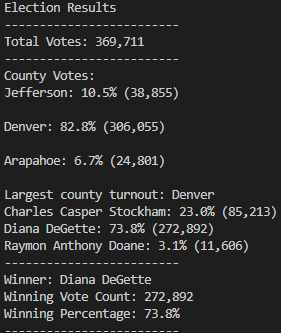 Election Results
-------------------------
Total Votes: 369,711
-------------------------
County Votes:
Jefferson: 10.5% (38,855)
Denver: 82.8% (306,055)
Arapahoe: 6.7% (24,801)
Largest county turnout: Denver
Charles Casper Stockham: 23.0% (85,213)
Diana DeGette: 73.8% (272,892)
Raymon Anthony Doane: 3.1% (11,606)
-------------------------
Winner: Diana DeGette
Winning Vote Count: 272,892
Winning Percentage: 73.8%
-------------------------